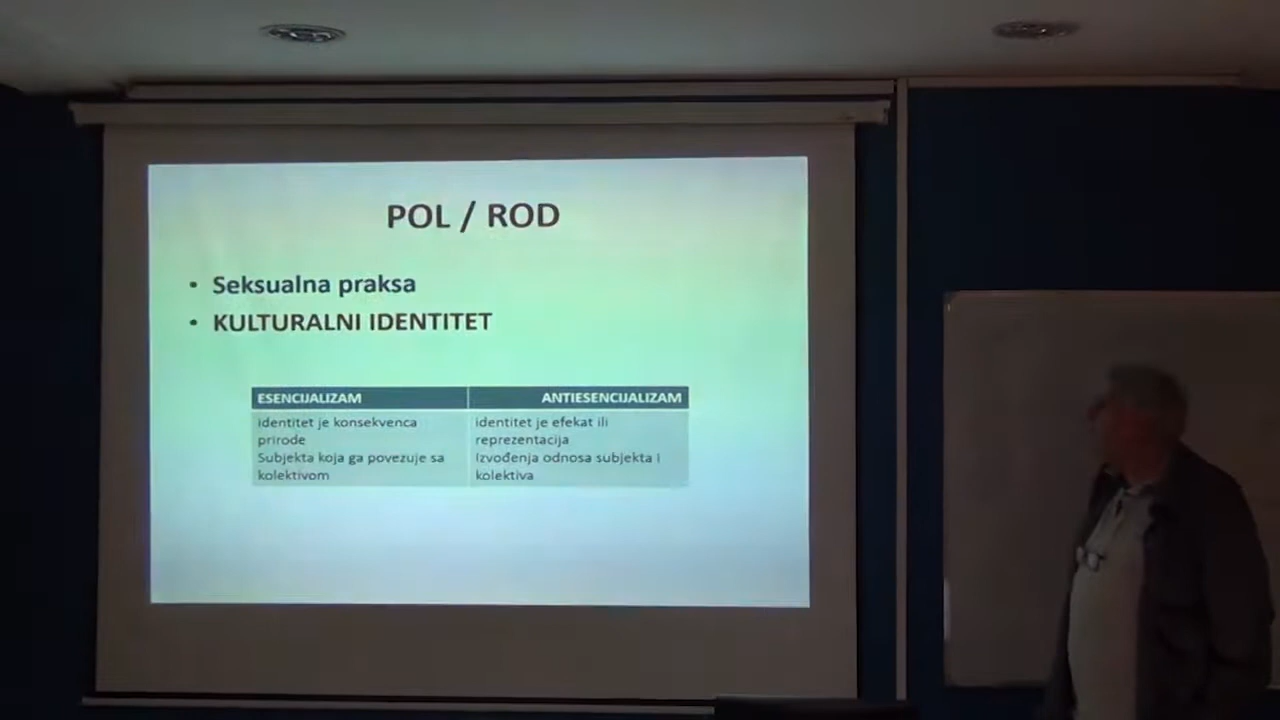 POL / ROD
• Seksualna praksa
• KULTURALNI IDENTITET
ESENCIJALIZAM
ANTIESENCIJALIZAM
Identitet je konsekvenca
prirode
Subjekta koja ga povezuje sa
kolektivom
identitet je efekat ili
reprezentacija
Izvođenja odnosa subjekta i
kolektiva